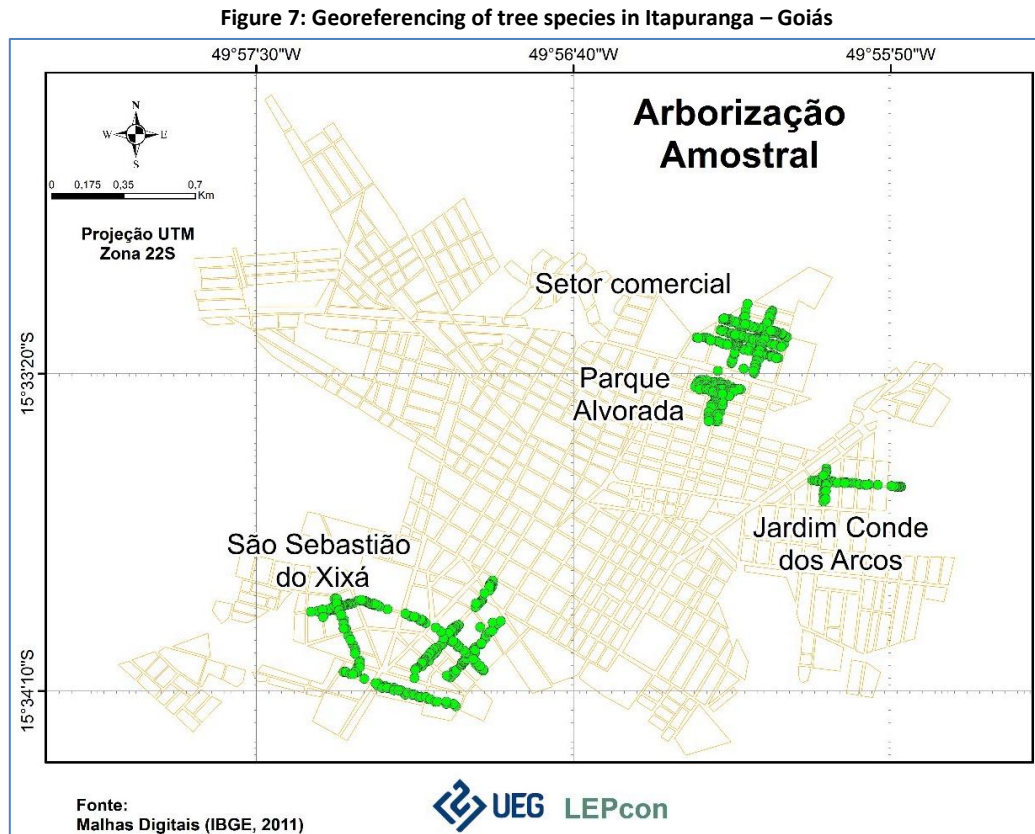 Figure 7: Georeferencing of tree species in Itapuranga – Goiás
49°57'30"W
49°56'40"W
49°55'50"W
Arborização
Amostral
N
W
E
S
0
0,175
0,35
0,7
Km
Projeção UTM
Zona 22S
Setor comercial
15°33'20"S
Parque
Alvorada
Jardim Conde
dos Arcos
São Sebastião
do Xixá
15°34'10"S
Fonte:
Malhas Digitais (IBGE, 2011)
UEG
LEPcon